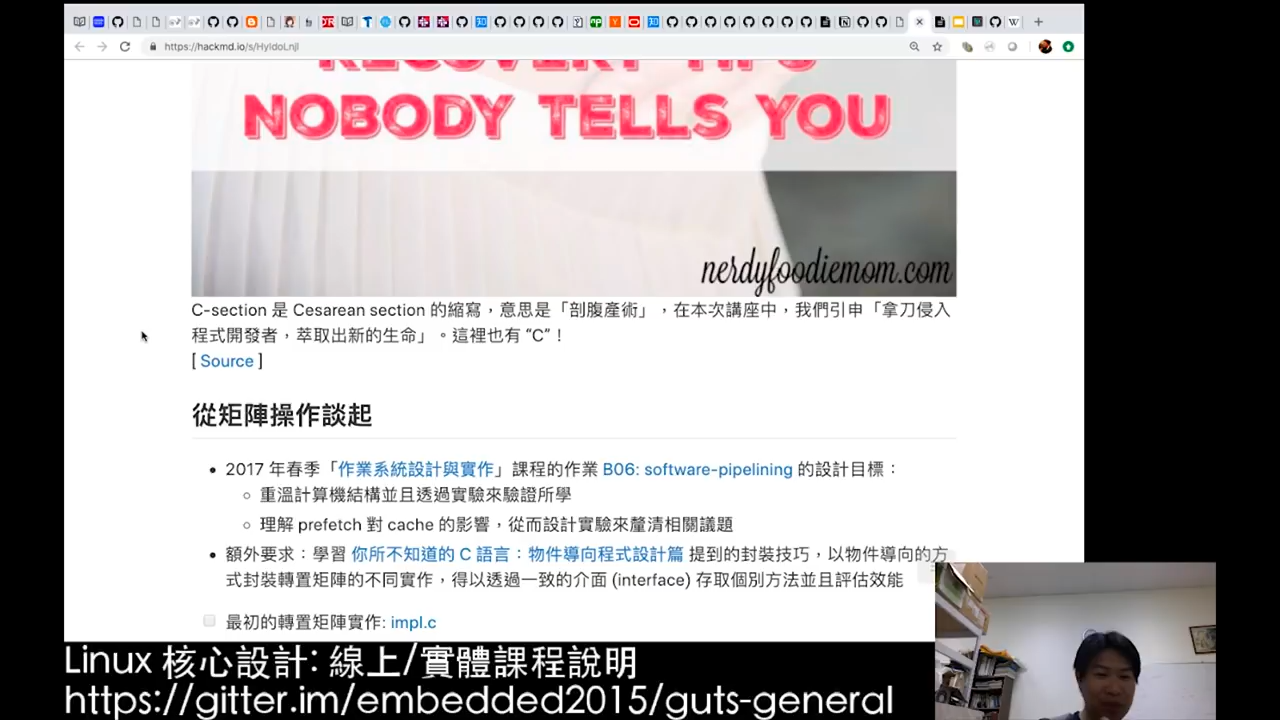 https://hackmd.io/s/HyIdoLnjl
RECOVERY TIPS
NOBODY TELLS YOU
nerdyfoodiemom.com
C-section 是 Cesarean section 的縮寫，意思是「剖腹產術」，在本次講座中，我們引申「拿刀侵入
程式開發者，萃取出新的生命」。這裡也有 “C”！
[ Source ]
從矩陣操作談起
2017 年春季「作業系統設計與實作」課程的作業 B06: software-pipelining 的設計目標：
重溫計算機結構並且透過實驗來驗證所學
理解 prefetch 對 cache 的影響，從而設計實驗來釐清相關議題
額外要求：學習 你所不知道的 C 語言：物件導向程式設計篇 提到的封裝技巧，以物件導向的方
式封裝轉置矩陣的不同實作，得以透過一致的介面 (interface) 存取個別方法並且評估效能
最初的轉置矩陣實作: impl.c
Linux 核心設計: 線上/實體課程說明
https://gitter.im/embedded2015/guts-general